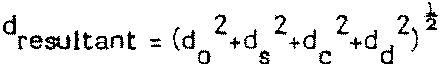 d_resultant = (d_o^2+d_s^2+d_c^2+d_d^2)^½